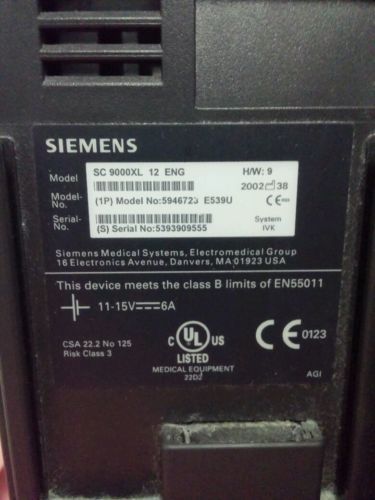 SIEMENS
Model SC 9000XL 12 ENG H/W: 9
2002 38
Model-No. (1P) Model No:5946723 E539U CE
Serial-No. (S) Serial No:5393909555 System IVK
Siemens Medical Systems, Electromedical Group
16 Electronics Avenue, Danvers, MA 01923 USA
This device meets the class B limits of EN55011
11-15V 6A
C UL US CE 0123
LISTED
CSA 22.2 No 125
Risk Class 3
MEDICAL EQUIPMENT
22D2
AGI